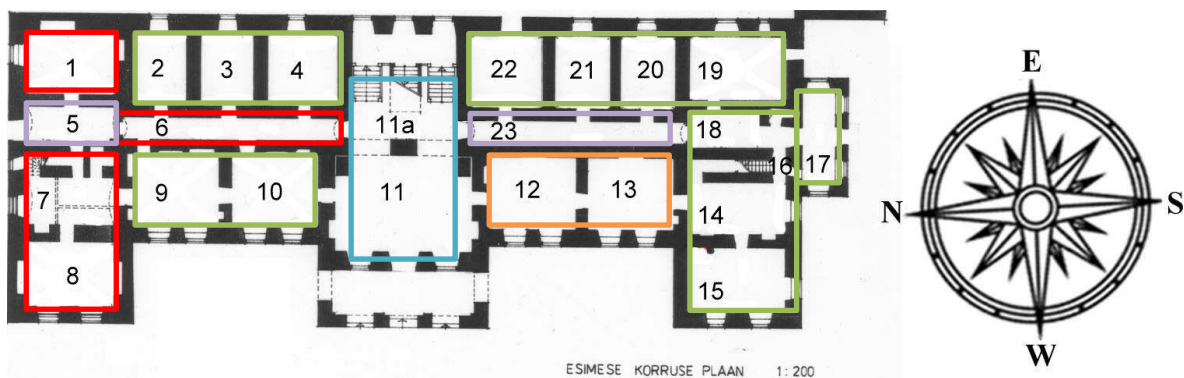 E
1 2 3 4 22 21 20 19
5 6 11a 23 18
16 17
7 9 10 11 12 13 14
N S
8 15
W
ESIMESE KORRUSE PLAAN 1:200